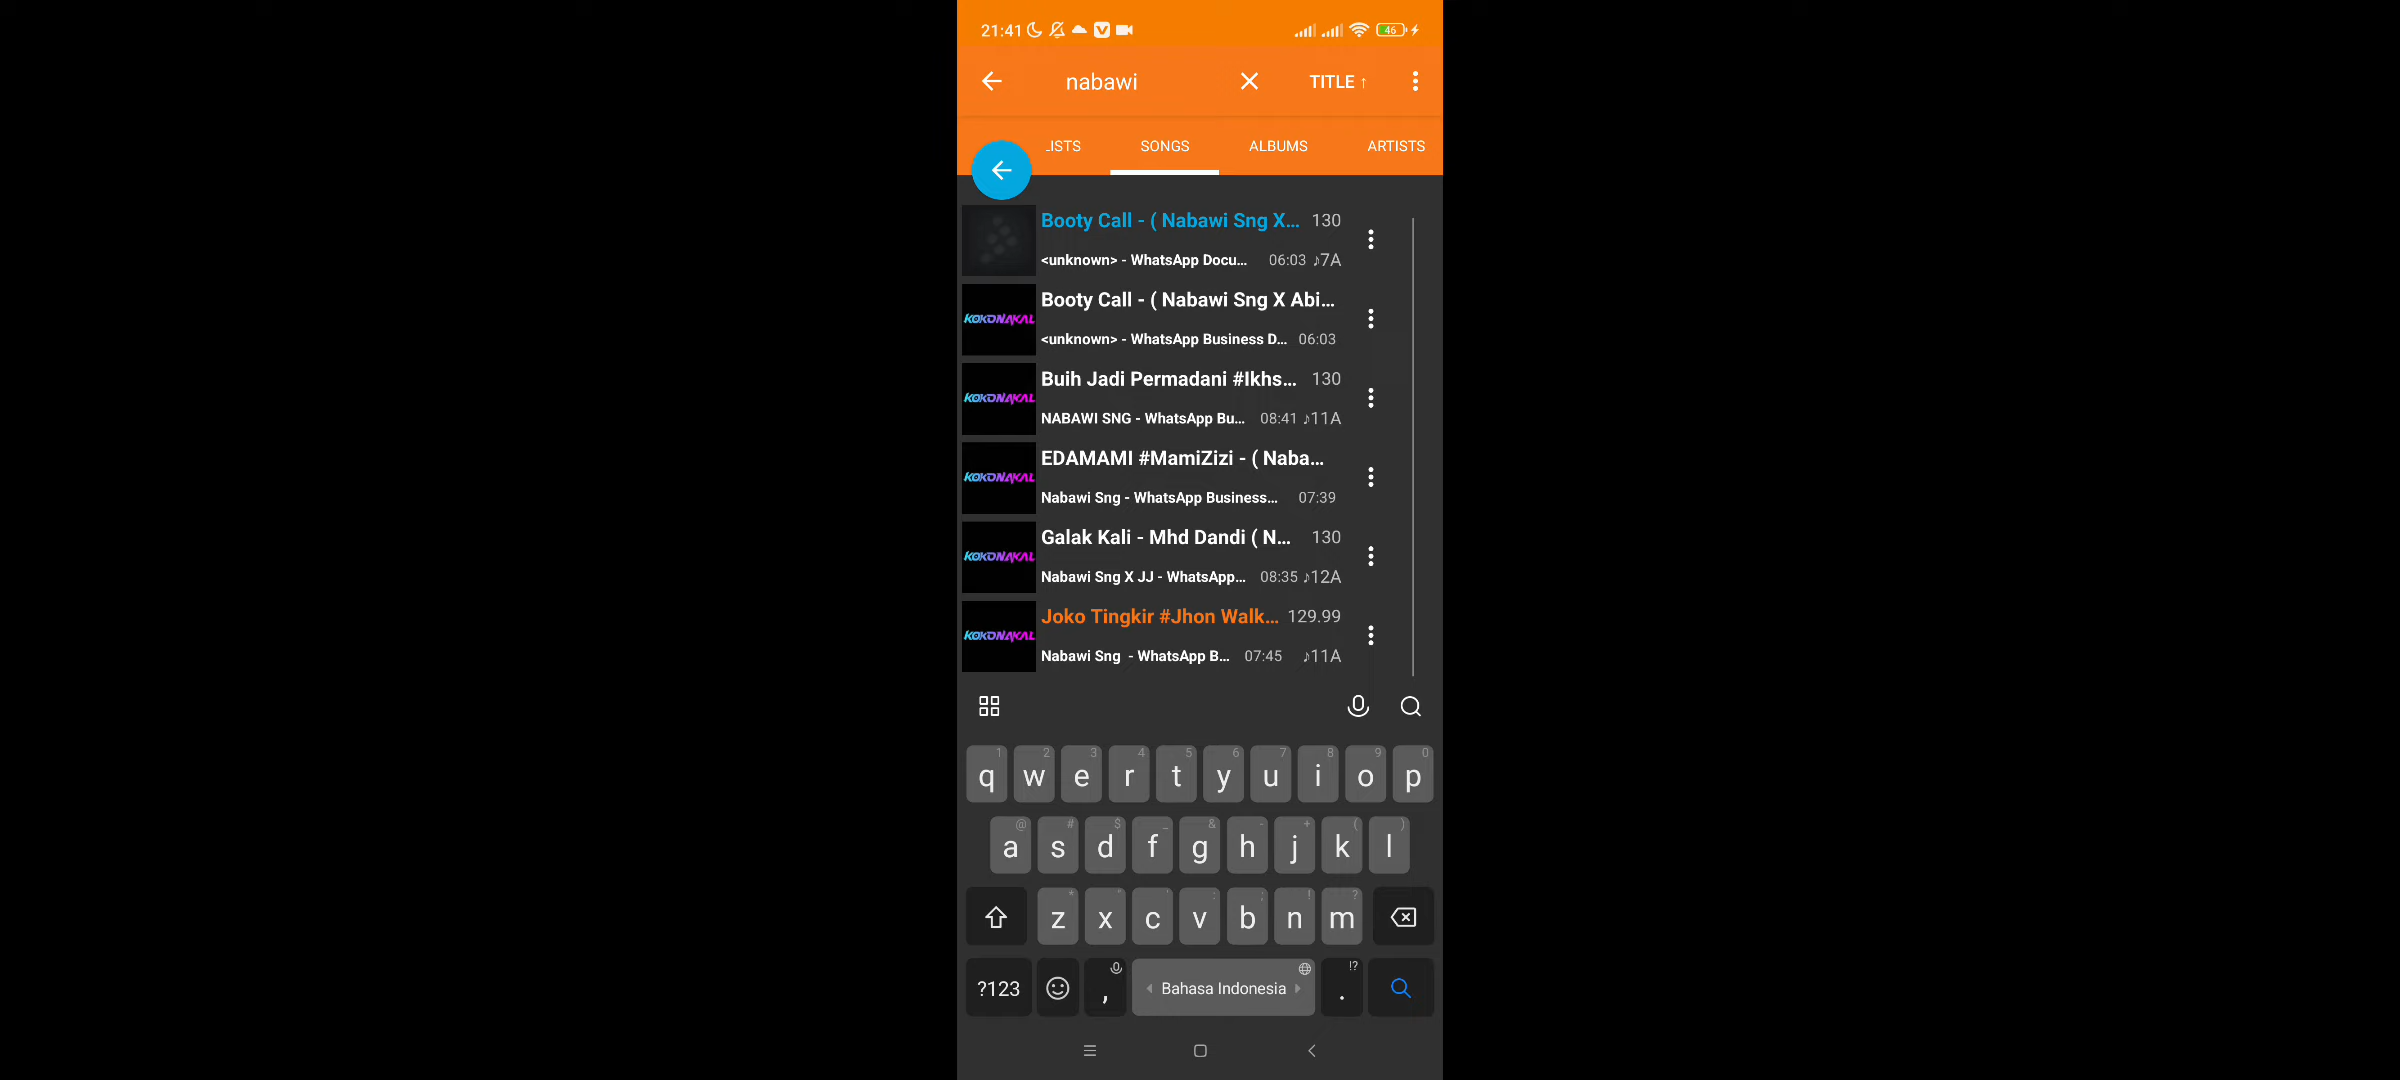 21:41 46
nabawi TITLE ↑
LISTS SONGS ALBUMS ARTISTS
Booty Call - ( Nabawi Sng X... 130
<unknown> - WhatsApp Docu... 06:03 ♪7A
KOKONAKAL Booty Call - ( Nabawi Sng X Abi...
<unknown> - WhatsApp Business D... 06:03
KOKONAKAL Buih Jadi Permadani #Ikhs... 130
NABAWI SNG - WhatsApp Bu... 08:41 ♪11A
KOKONAKAL EDAMAMI #MamiZizi - ( Naba...
Nabawi Sng - WhatsApp Business... 07:39
KOKONAKAL Galak Kali - Mhd Dandi ( N... 130
Nabawi Sng X JJ - WhatsApp... 08:35 ♪12A
KOKONAKAL Joko Tingkir #Jhon Walk... 129.99
Nabawi Sng - WhatsApp B... 07:45 ♪11A
1 2 3 4 5 6 7 8 9 0
q w e r t y u i o p
@ # $ _ & - + ( )
a s d f g h j k l
* " ' : ; ! ?
z x c v b n m
?123 , Bahasa Indonesia !? .